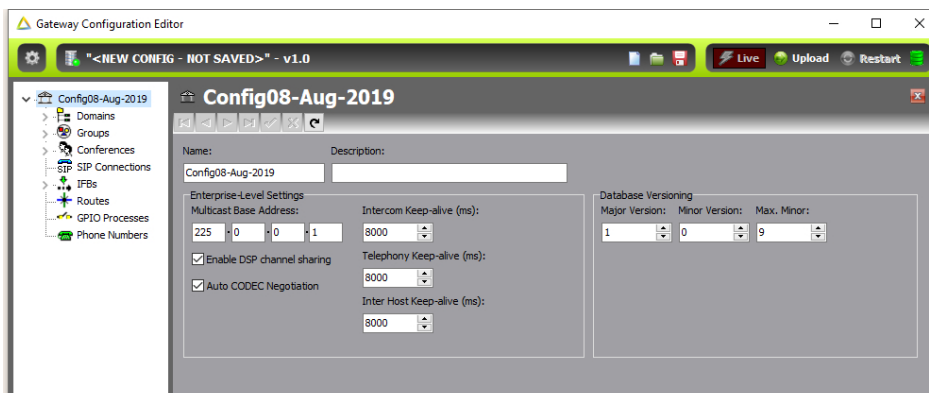 Gateway Configuration Editor
"<NEW CONFIG - NOT SAVED>" - v1.0
Live Upload Restart
Config08-Aug-2019
Domains
Groups
Conferences
SIP SIP Connections
IFBs
Routes
GPIO Processes
Phone Numbers
Config08-Aug-2019
Name: Description:
Config08-Aug-2019
Enterprise-Level Settings
Multicast Base Address: Intercom Keep-alive (ms):
225 . 0 . 0 . 1 8000
Enable DSP channel sharing
Telephony Keep-alive (ms):
8000
Auto CODEC Negotiation
Inter Host Keep-alive (ms):
8000
Database Versioning
Major Version: Minor Version: Max. Minor:
1 0 9